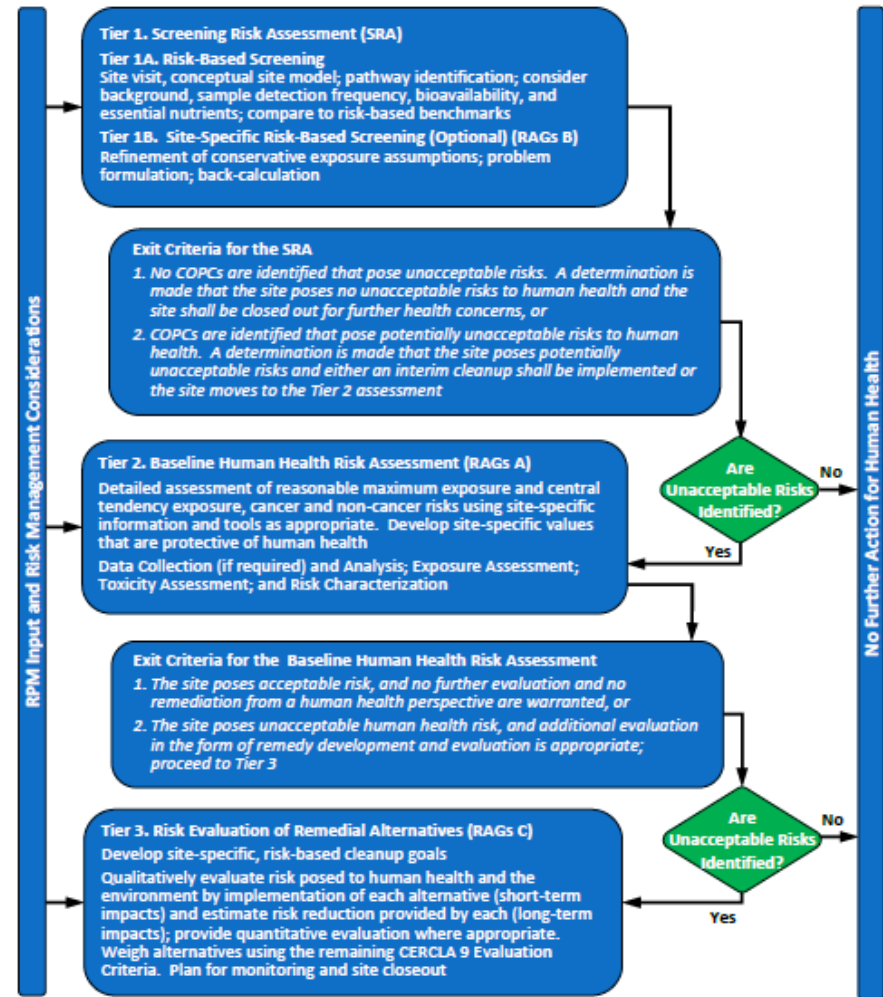 RPM Input and Risk Management Considerations
Tier 1. Screening Risk Assessment (SRA)
Tier 1A. Risk-Based Screening
Site visit, conceptual site model; pathway identification; consider
background, sample detection frequency, bioavailability, and
essential nutrients; compare to risk-based benchmarks
Tier 1B.  Site-Specific Risk-Based Screening (Optional) (RAGs B)
Refinement of conservative exposure assumptions; problem
formulation; back-calculation
Exit Criteria for the SRA
1. No COPCs are identified that pose unacceptable risks.  A determination is
made that the site poses no unacceptable risks to human health and the
site shall be closed out for further health concerns, or
2. COPCs are identified that pose potentially unacceptable risks to human
health.  A determination is made that the site poses potentially
unacceptable risks and either an interim cleanup shall be implemented or
the site moves to the Tier 2 assessment
Are
Unacceptable Risks
Identified?
No
Yes
Tier 2. Baseline Human Health Risk Assessment (RAGs A)
Detailed assessment of reasonable maximum exposure and central
tendency exposure, cancer and non-cancer risks using site-specific
information and tools as appropriate.  Develop site-specific values
that are protective of human health
Data Collection (if required) and Analysis; Exposure Assessment;
Toxicity Assessment; and Risk Characterization
Exit Criteria for the  Baseline Human Health Risk Assessment
1. The site poses acceptable risk, and no further evaluation and no
remediation from a human health perspective are warranted, or
2. The site poses unacceptable human health risk, and additional evaluation
in the form of remedy development and evaluation is appropriate;
proceed to Tier 3
Are
Unacceptable Risks
Identified?
No
Yes
Tier 3. Risk Evaluation of Remedial Alternatives (RAGs C)
Develop site-specific, risk-based cleanup goals
Qualitatively evaluate risk posed to human health and the
environment by implementation of each alternative (short-term
impacts) and estimate risk reduction provided by each (long-term
impacts); provide quantitative evaluation where appropriate.
Weigh alternatives using the remaining CERCLA 9 Evaluation
Criteria.  Plan for monitoring and site closeout
No Further Action for Human Health